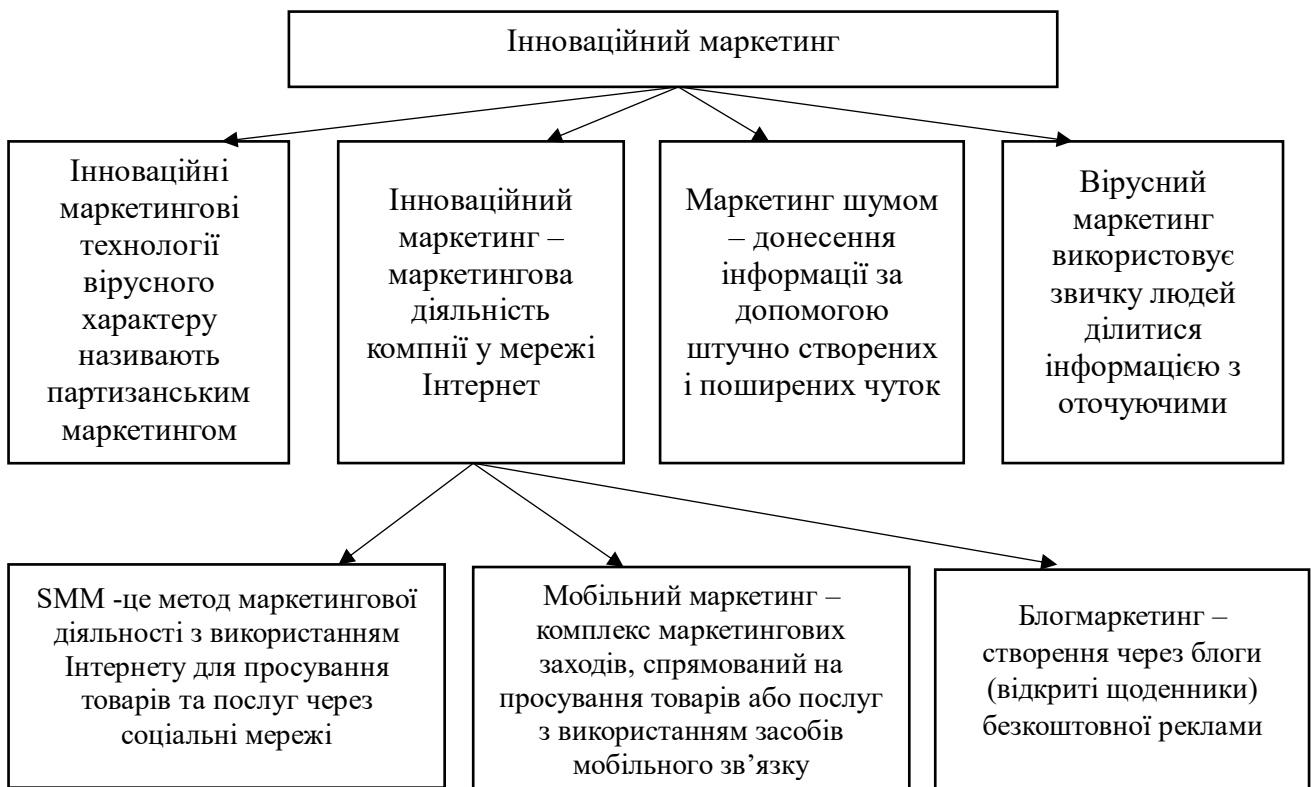 Інноваційний маркетинг
Інноваційні
маркетингові
технології
вірусного
характеру
називають
партизанським
маркетингом
Інноваційний
маркетинг –
маркетингова
діяльність
компнії у мережі
Інтернет
Маркетинг шумом
– донесення
інформації за
допомогою
штучно створених
і поширених чуток
Вірусний
маркетинг
використовує
звичку людей
ділитися
інформацією з
оточуючими
SMM -це метод маркетингової
діяльності з використанням
Інтернету для просування
товарів та послуг через
соціальні мережі
Мобільний маркетинг –
комплекс маркетингових
заходів, спрямований на
просування товарів або послуг
з використанням засобів
мобільного зв’язку
Блогмаркетинг –
створення через блоги
(відкриті щоденники)
безкоштовної реклами